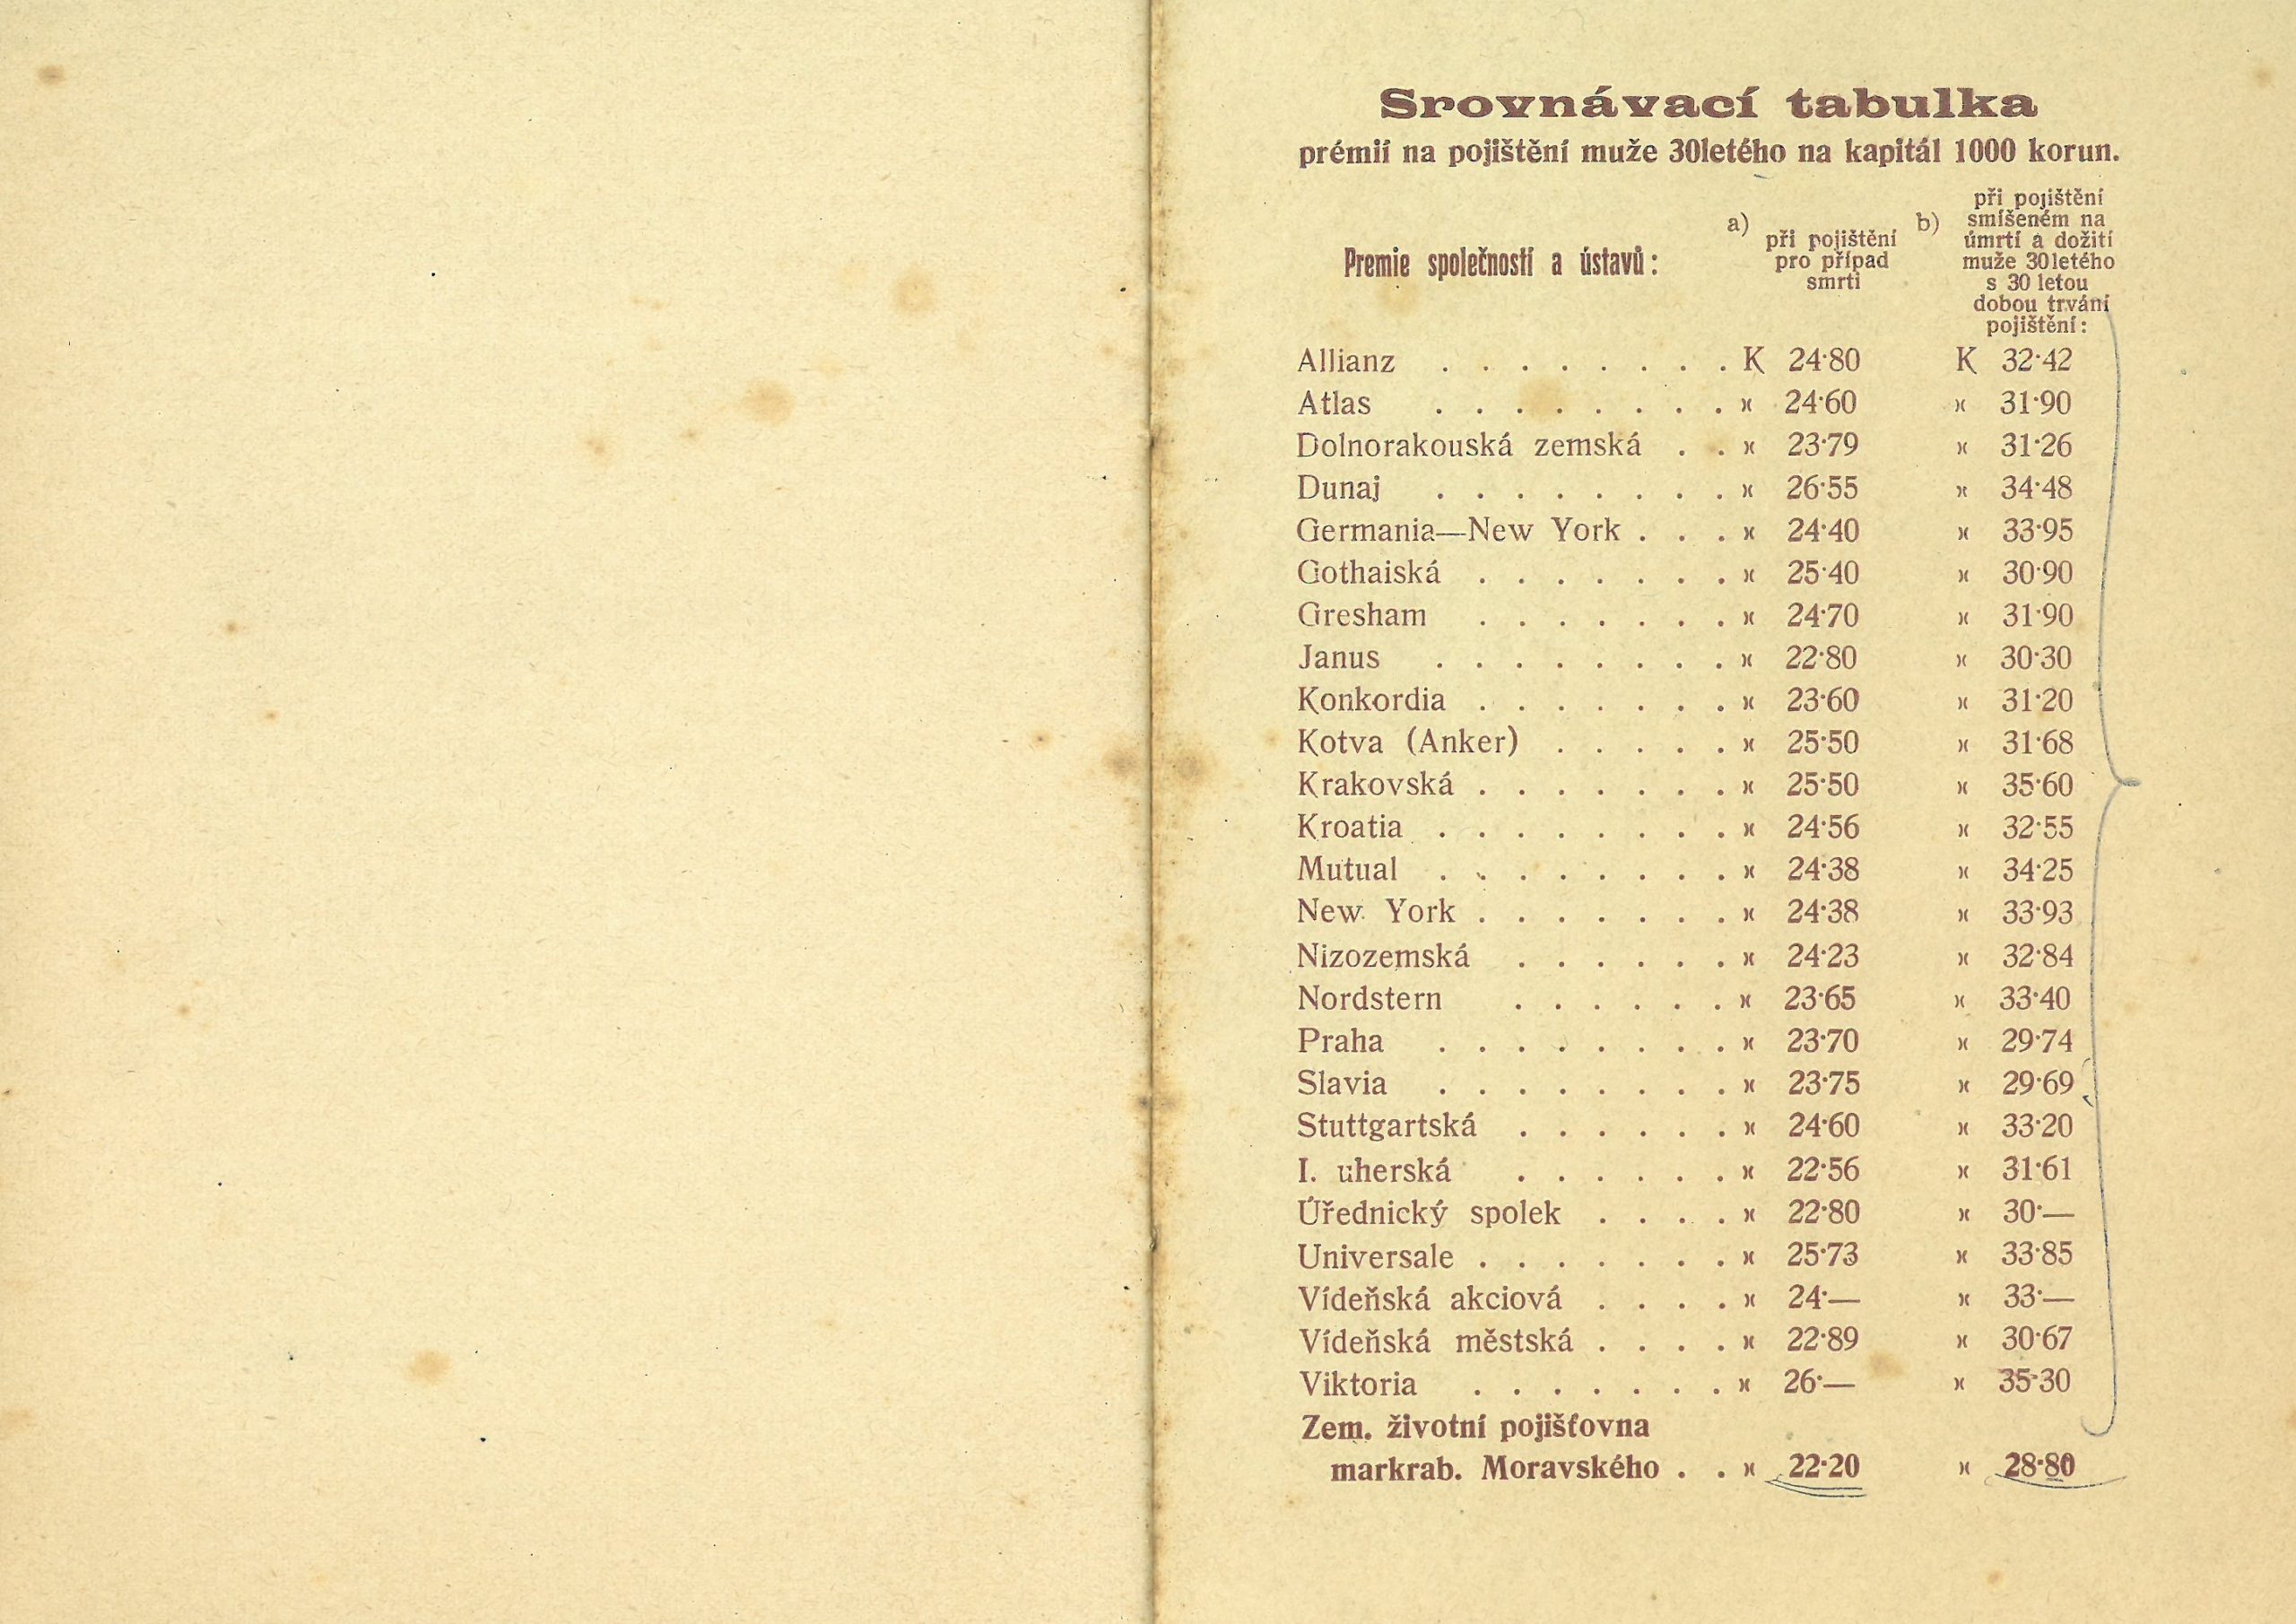 Srovnávací tabulka
prémií na pojištění muže 30letého na kapitál 1000 korun.
Premie společností a ústavů:
a) při pojištění
pro případ
smrti
b) při pojištění
smíšeném na
úmrtí a dožití
muže 30letého
s 30 letou
dobou trvání
pojištění:
Allianz . . . . . . . . K 24·80 K 32·42
Atlas . . . . . . . . „ 24·60 „ 31·90
Dolnorakouská zemská . . „ 23·79 „ 31·26
Dunaj . . . . . . . . „ 26·55 „ 34·48
Germania—New York . . . „ 24·40 „ 33·95
Gothaiská . . . . . . . „ 25·40 „ 30·90
Gresham . . . . . . . „ 24·70 „ 31·90
Janus . . . . . . . . „ 22·80 „ 30·30
Konkordia . . . . . . . „ 23·60 „ 31·20
Kotva (Anker) . . . . . „ 25·50 „ 31·68
Krakovská . . . . . . . „ 25·50 „ 35·60
Kroatia . . . . . . . . „ 24·56 „ 32·55
Mutual . . . . . . . . „ 24·38 „ 34·25
New York . . . . . . . „ 24·38 „ 33·93
Nizozemská . . . . . . „ 24·23 „ 32·84
Nordstern . . . . . . „ 23·65 „ 33·40
Praha . . . . . . . . „ 23·70 „ 29·74
Slavia . . . . . . . . „ 23·75 „ 29·69
Stuttgartská . . . . . . „ 24·60 „ 33·20
I. uherská . . . . . . „ 22·56 „ 31·61
Úřednický spolek . . . . „ 22·80 „ 30·—
Universale . . . . . . . „ 25·73 „ 33·85
Vídeňská akciová . . . . „ 24·— „ 33·—
Vídeňská městská . . . . „ 22·89 „ 30·67
Viktoria . . . . . . . „ 26·— „ 35·30
Zem. životní pojišťovna
markrab. Moravského . . „ 22·20 „ 28·80